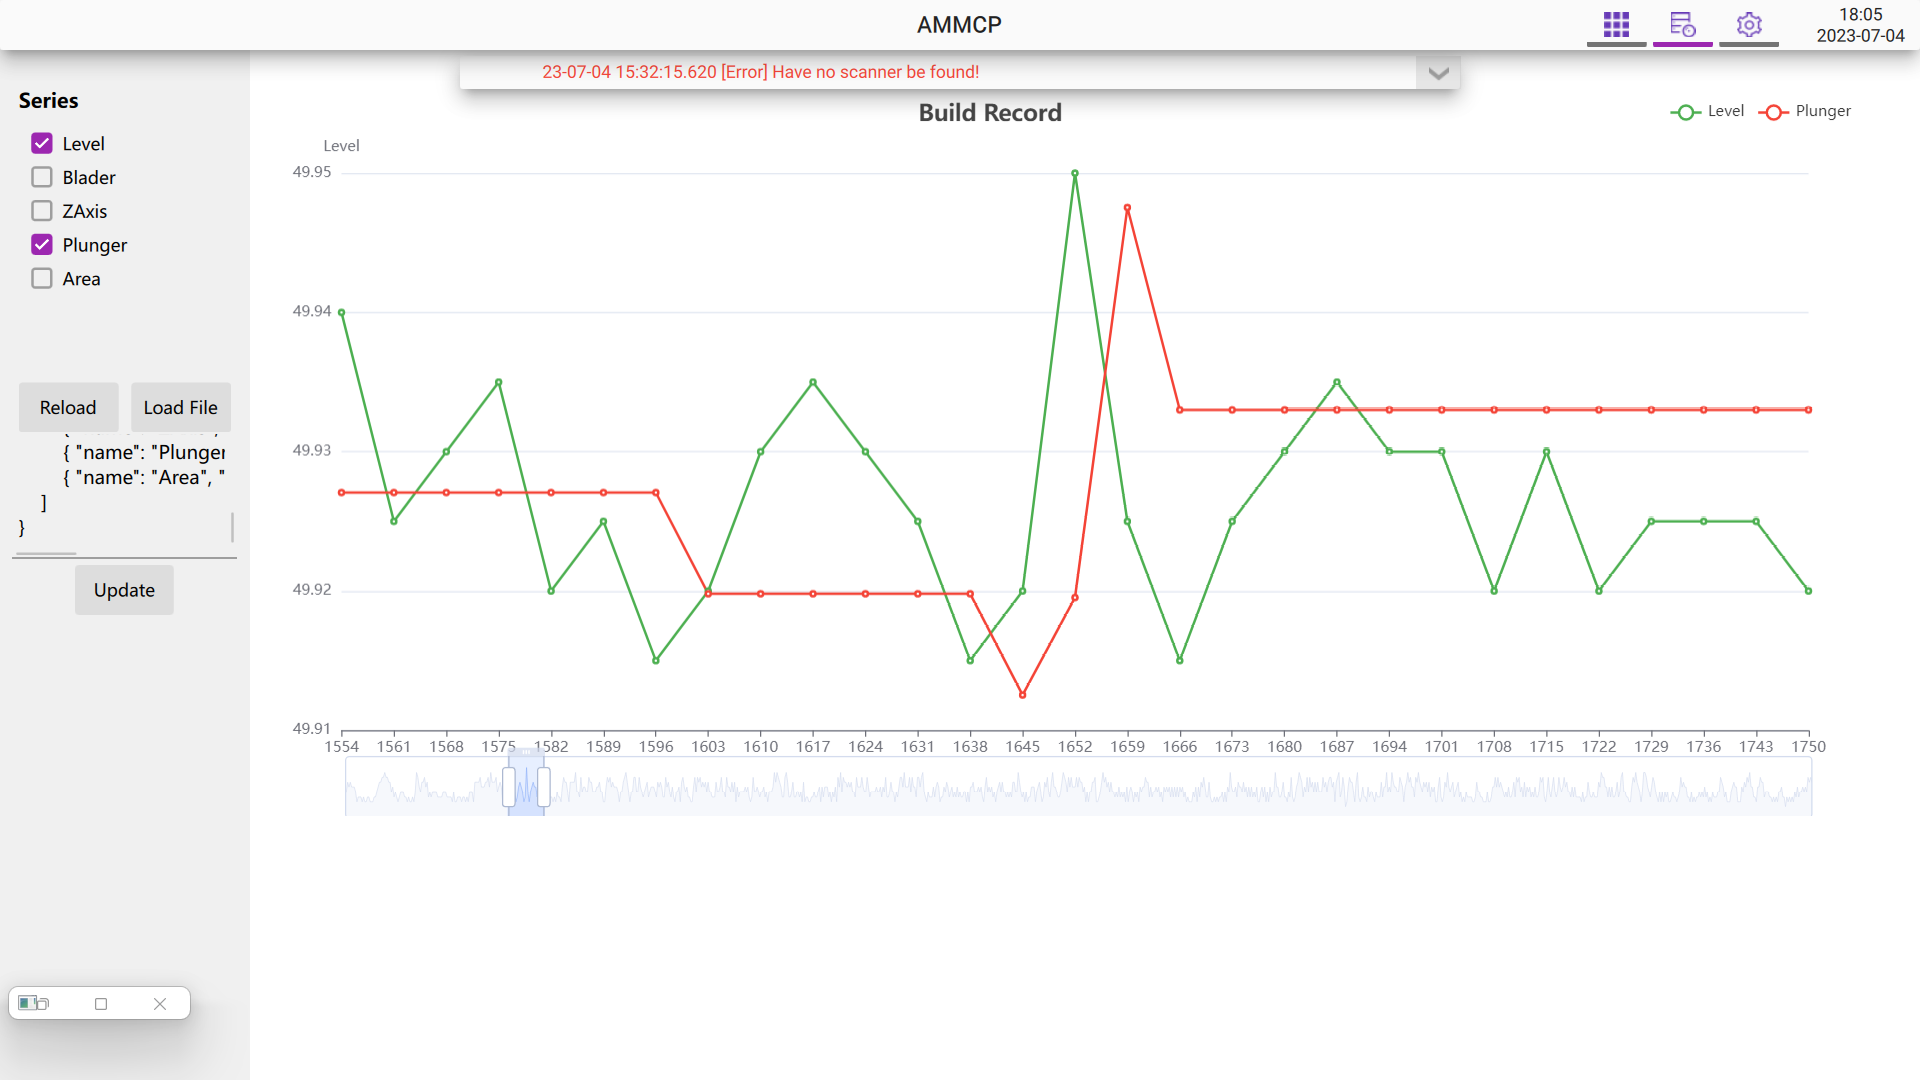 AMMCP
18:05
2023-07-04
23-07-04 15:32:15.620 [Error] Have no scanner be found!
Series
Level
Blader
ZAxis
Plunger
Area
Reload
Load File
{ "name": "Plunger
{ "name": "Area", "
]
}
Update
Build Record
Level
Plunger
Level
49.95
49.94
49.93
49.92
49.91
1554 1561 1568 1575 1582 1589 1596 1603 1610 1617 1624 1631 1638 1645 1652 1659 1666 1673 1680 1687 1694 1701 1708 1715 1722 1729 1736 1743 1750